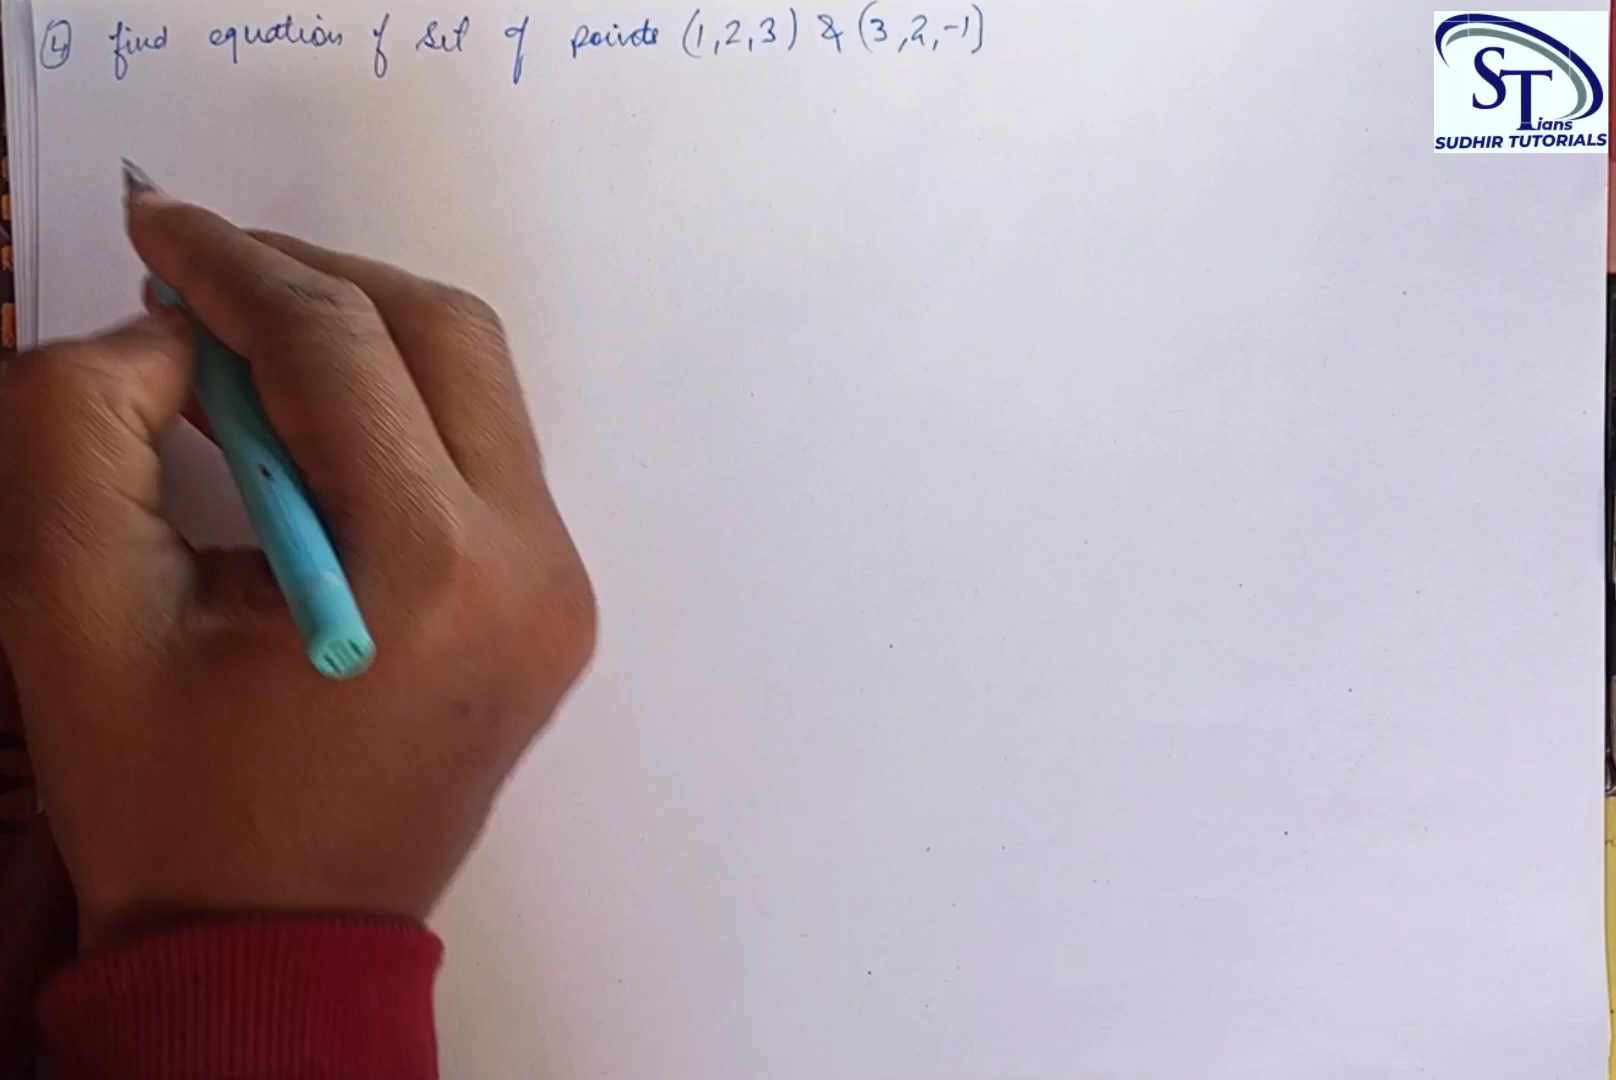 ④ find equation of set of points (1,2,3) & (3,2,-1)
ST
ians
SUDHIR TUTORIALS